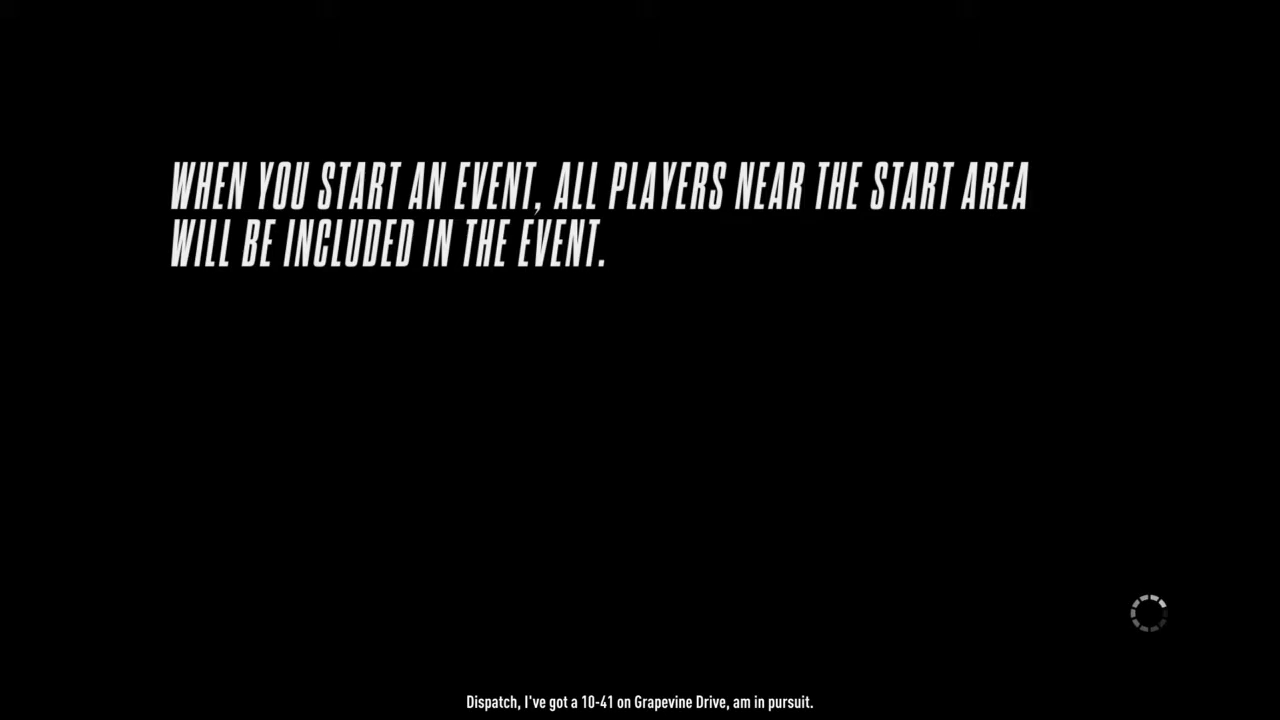 WHEN YOU START AN EVENT, ALL PLAYERS NEAR THE START AREA
WILL BE INCLUDED IN THE EVENT.
Dispatch, I've got a 10-41 on Grapevine Drive, am in pursuit.